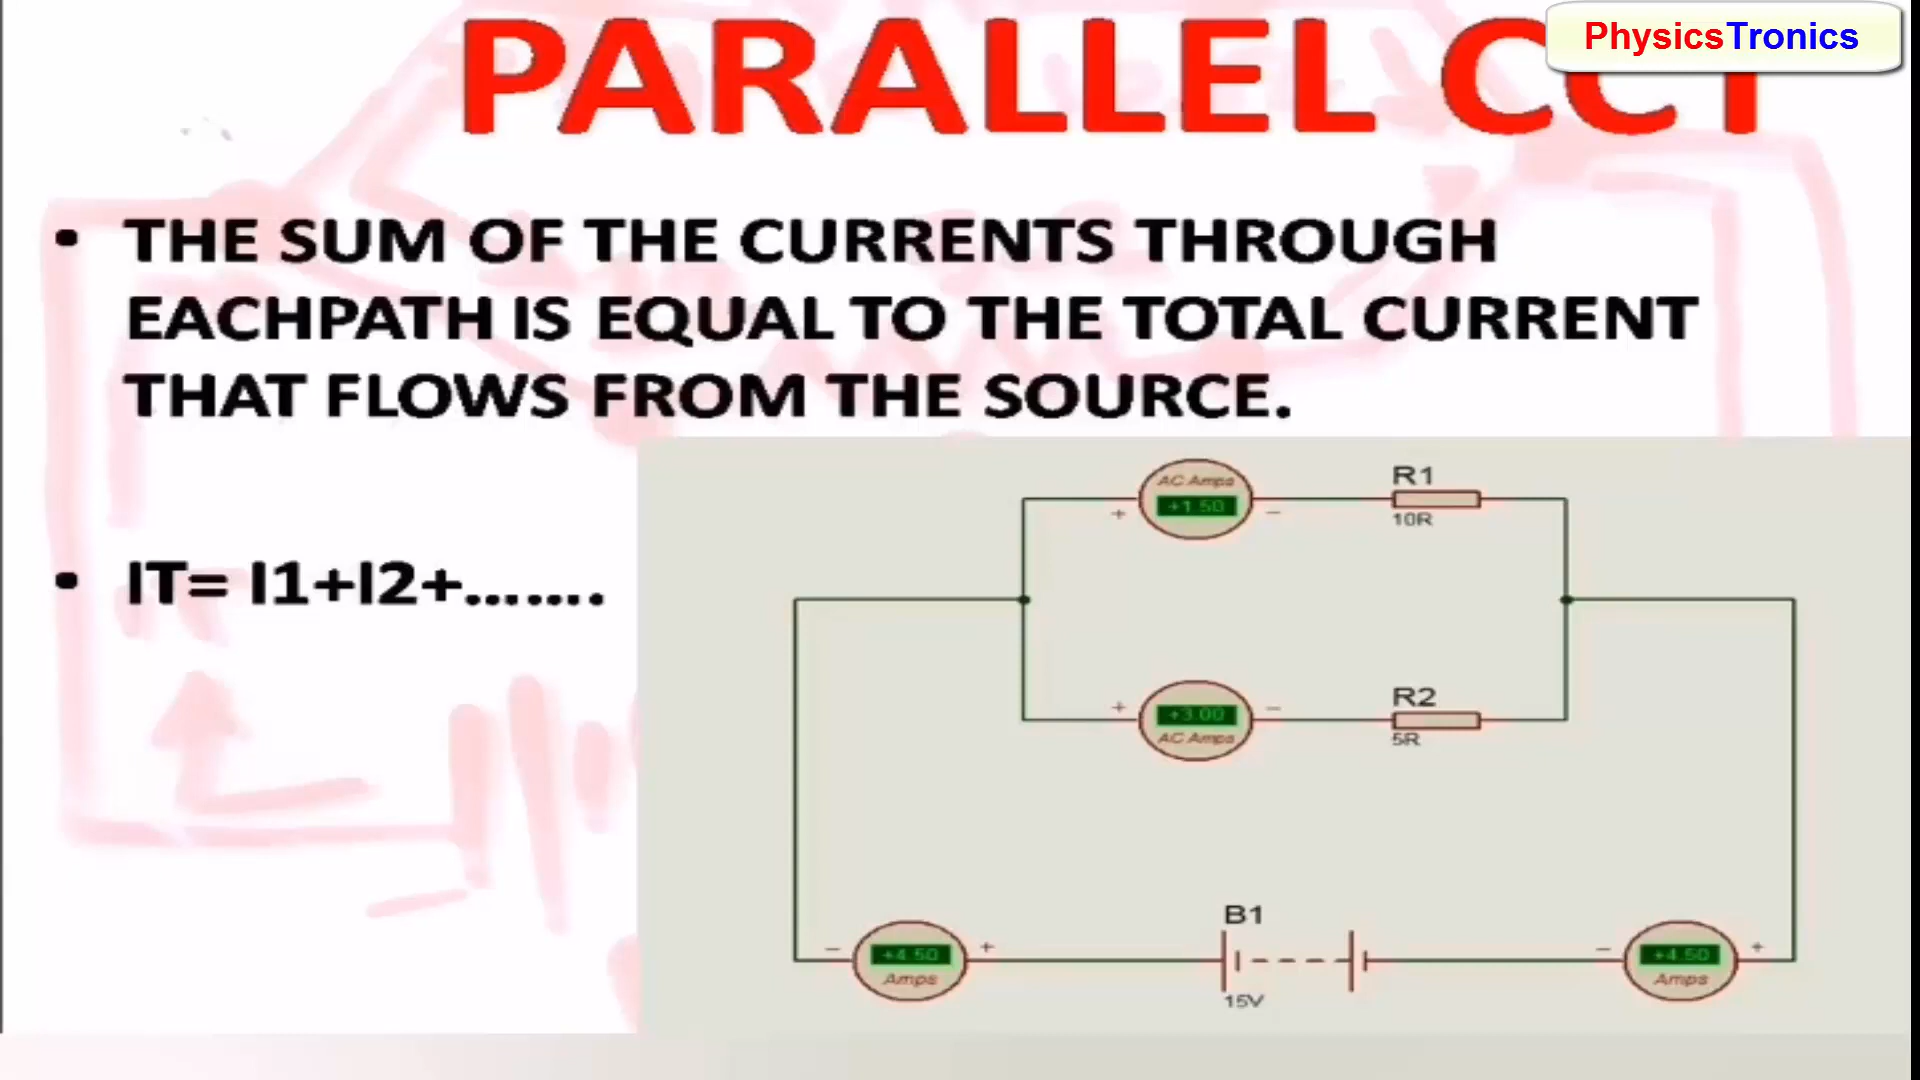 PARALLEL CCT
PhysicsTronics
• THE SUM OF THE CURRENTS THROUGH
EACHPATH IS EQUAL TO THE TOTAL CURRENT
THAT FLOWS FROM THE SOURCE.
• IT= I1+I2+.......
AC Amps
+1.50
+ −
R1
10R
+3.00
AC Amps
+ −
R2
5R
B1
15V
− +
+4.50
Amps
− +
+4.50
Amps